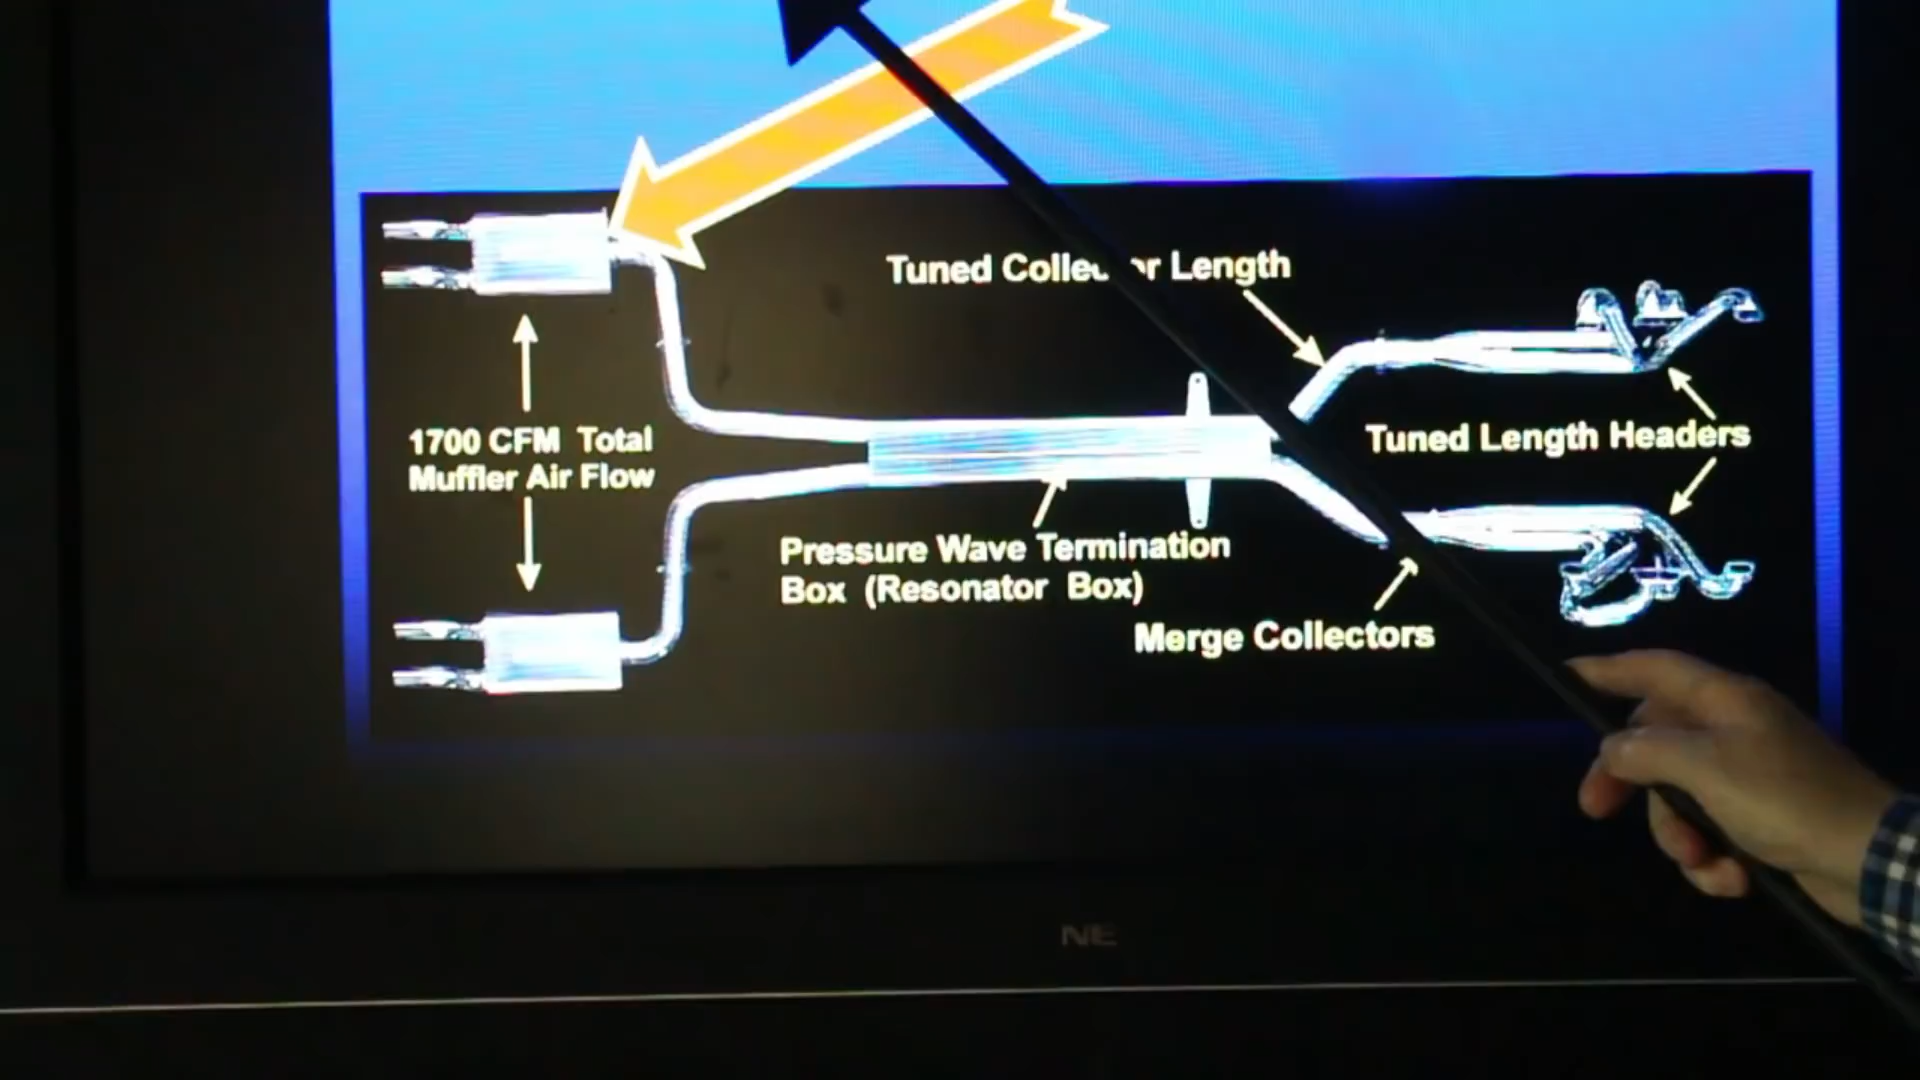 Tuned Collector Length
1700 CFM Total
Muffler Air Flow
Tuned Length Headers
Pressure Wave Termination
Box (Resonator Box)
Merge Collectors
NE